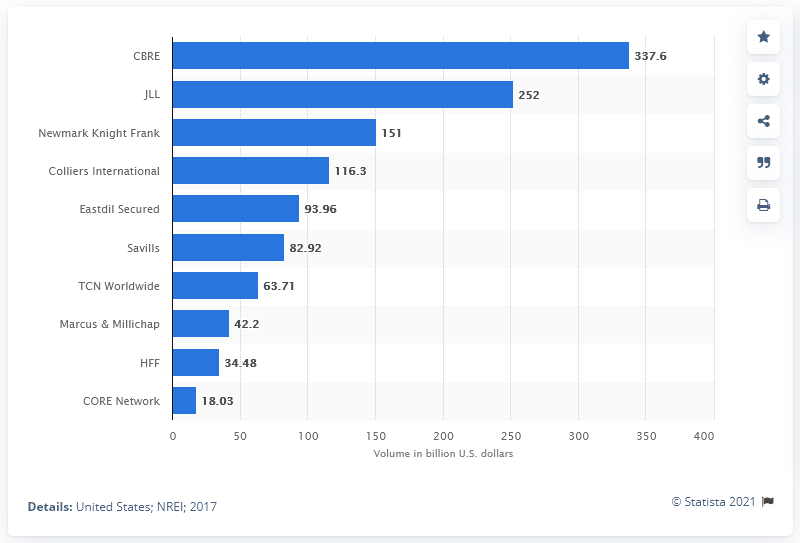 CBRE 337.6
JLL 252
Newmark Knight Frank 151
Colliers International 116.3
Eastdil Secured 93.96
Savills 82.92
TCN Worldwide 63.71
Marcus & Millichap 42.2
HFF 34.48
CORE Network 18.03
0 50 100 150 200 250 300 350 400
Volume in billion U.S. dollars
Details: United States; NREI; 2017
© Statista 2021